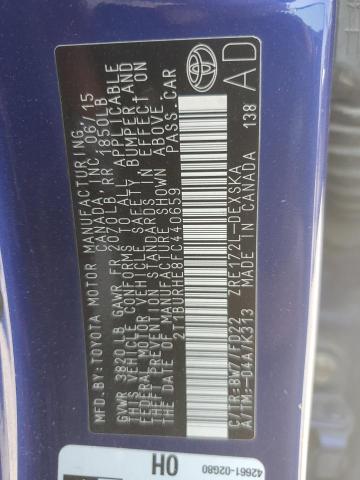 MFD.BY:TOYOTA MOTOR MANUFACTURING
CANADA, INC. 06/15
GVWR 3820LB GAWR FR 2070LB RR 1850LB
THIS VEHICLE CONFORMS TO ALL APPLICABLE
FEDERAL MOTOR VEHICLE SAFETY, BUMPER, AND
THEFT PREVENTION STANDARDS IN EFFECT ON
THE DATE OF MANUFACTURE SHOWN ABOVE.
2T1BURHE8FC440659 PASS.CAR
C/TR:8W7/FD22 ZRE172L-DEXSKA
A/TM:-04A/K313 MADE IN CANADA 138
AD
OH
42661-02G80